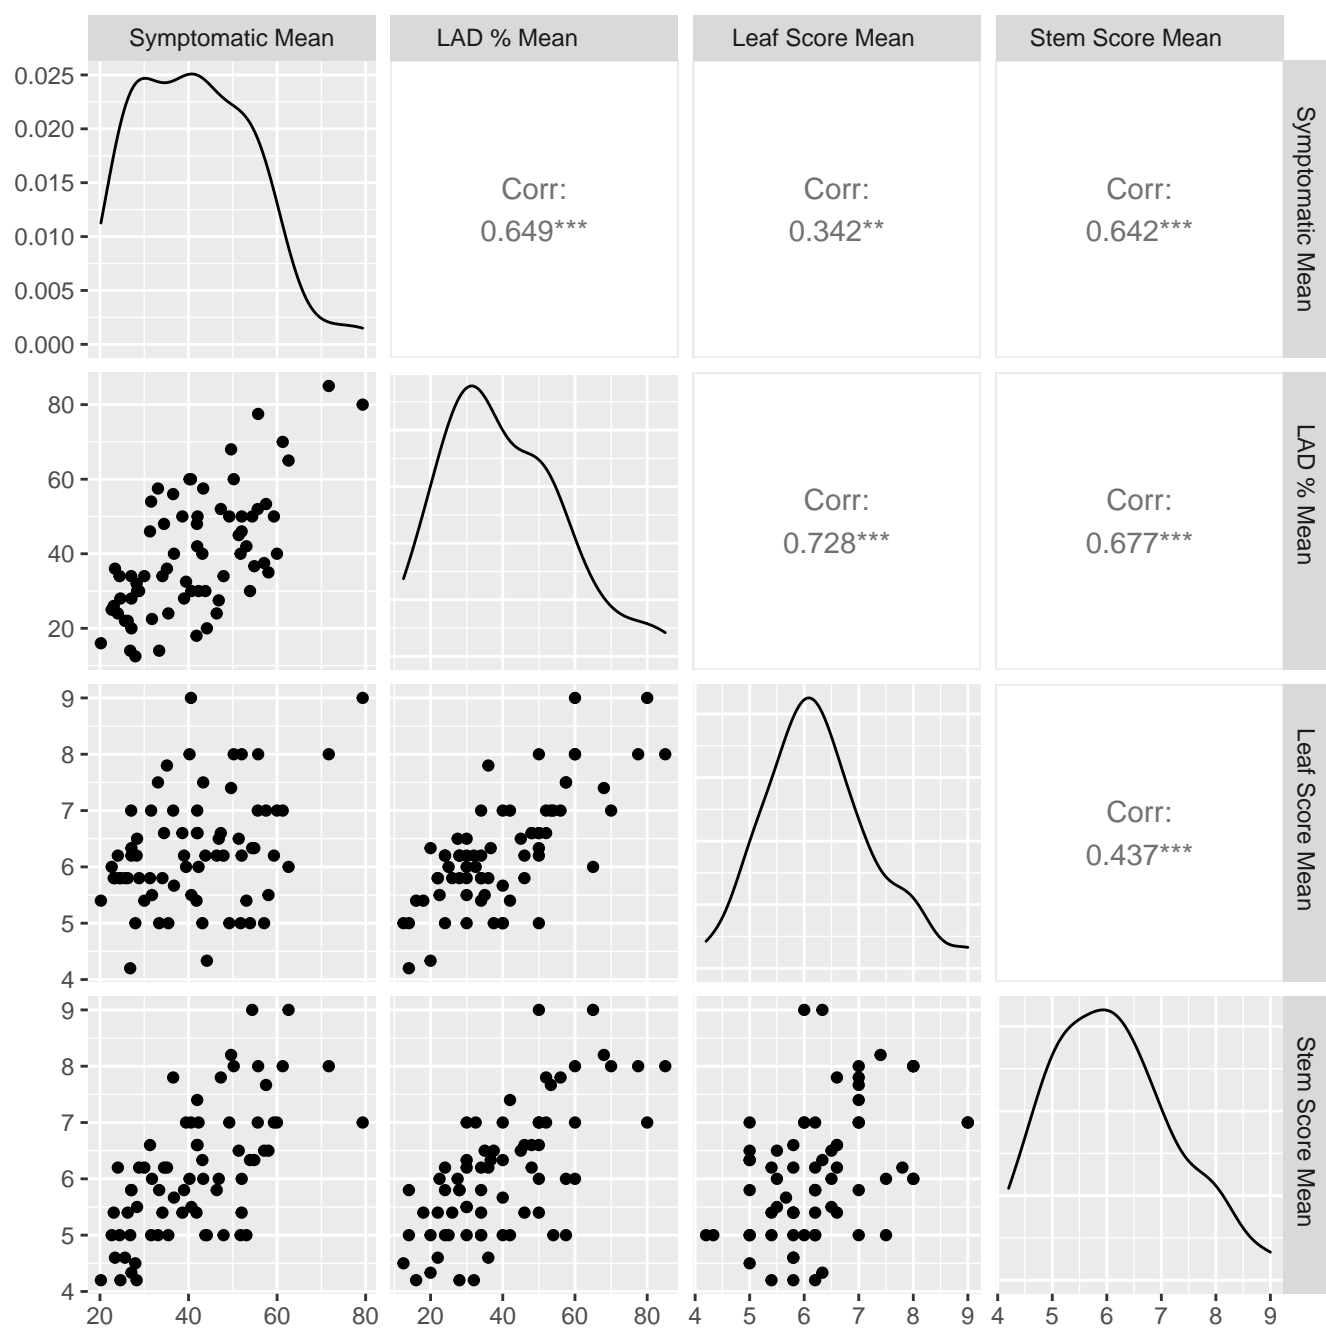 Symptomatic Mean
LAD % Mean
Leaf Score Mean
Stem Score Mean
0.025
0.020
0.015
0.010
0.005
0.000
Corr:
0.649***
Corr:
0.342**
Corr:
0.642***
Symptomatic Mean
80
60
40
20
Corr:
0.728***
Corr:
0.677***
LAD % Mean
9
8
7
6
5
4
Corr:
0.437***
Leaf Score Mean
9
8
7
6
5
4
Stem Score Mean
20 40 60 80
20 40 60 80
4 5 6 7 8 9
4 5 6 7 8 9